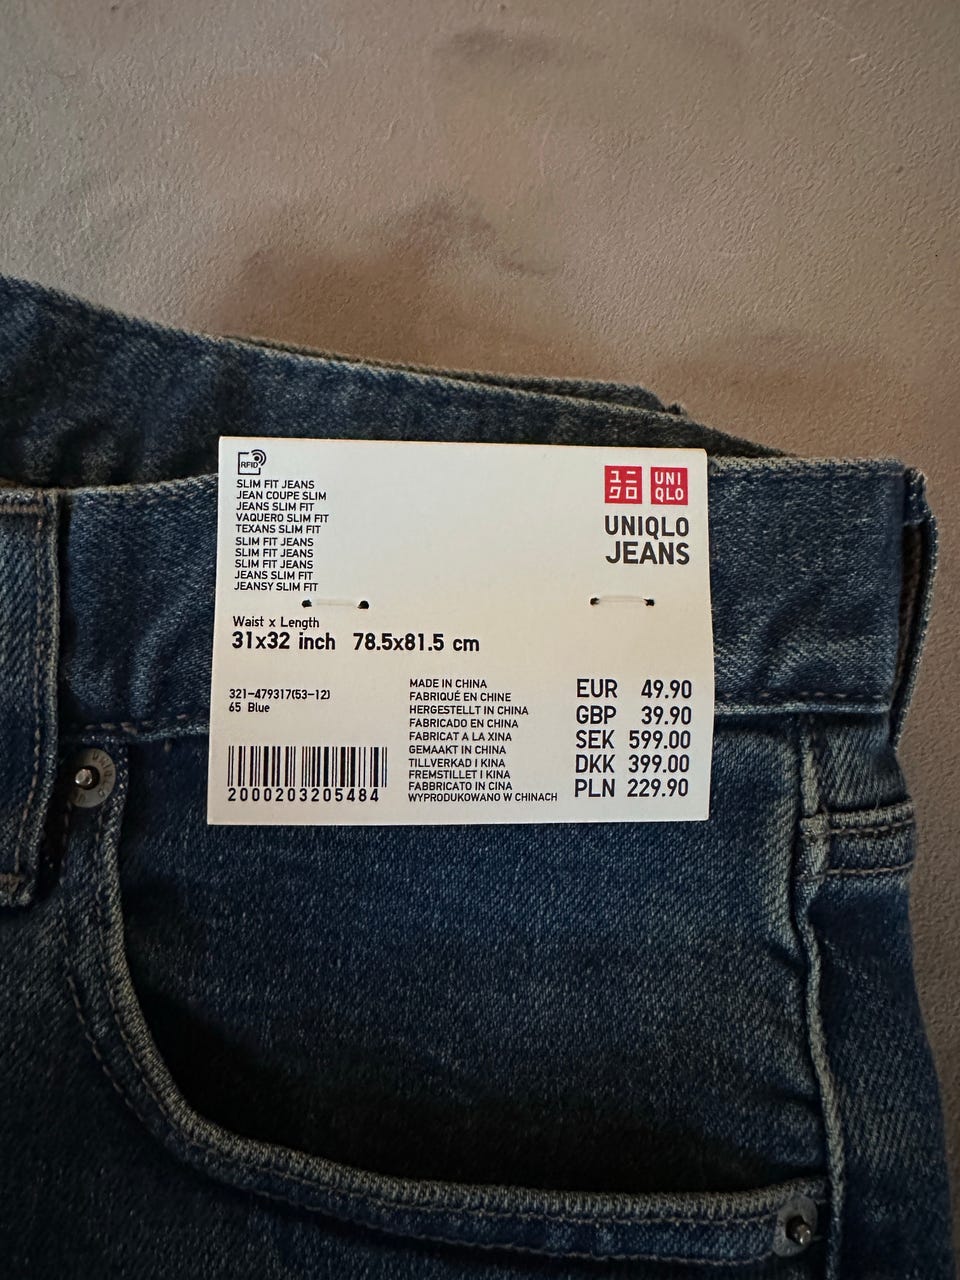 RFID
SLIM FIT JEANS
JEAN COUPE SLIM
JEANS SLIM FIT
VAQUERO SLIM FIT
TEXANS SLIM FIT
SLIM FIT JEANS
SLIM FIT JEANS
SLIM FIT JEANS
JEANS SLIM FIT
JEANSY SLIM FIT
ユニ
クロ
UNI
QLO
UNIQLO
JEANS
Waist x Length
31x32 inch 78.5x81.5 cm
321-479317(53-12)
65 Blue
2000203205484
MADE IN CHINA
FABRIQUÉ EN CHINE
HERGESTELLT IN CHINA
FABRICADO EN CHINA
FABRICAT A LA XINA
GEMAAKT IN CHINA
TILLVERKAD I KINA
FREMSTILLET I KINA
FABBRICATO IN CINA
WYPRODUKOWANO W CHINACH
EUR 49.90
GBP 39.90
SEK 599.00
DKK 399.00
PLN 229.90